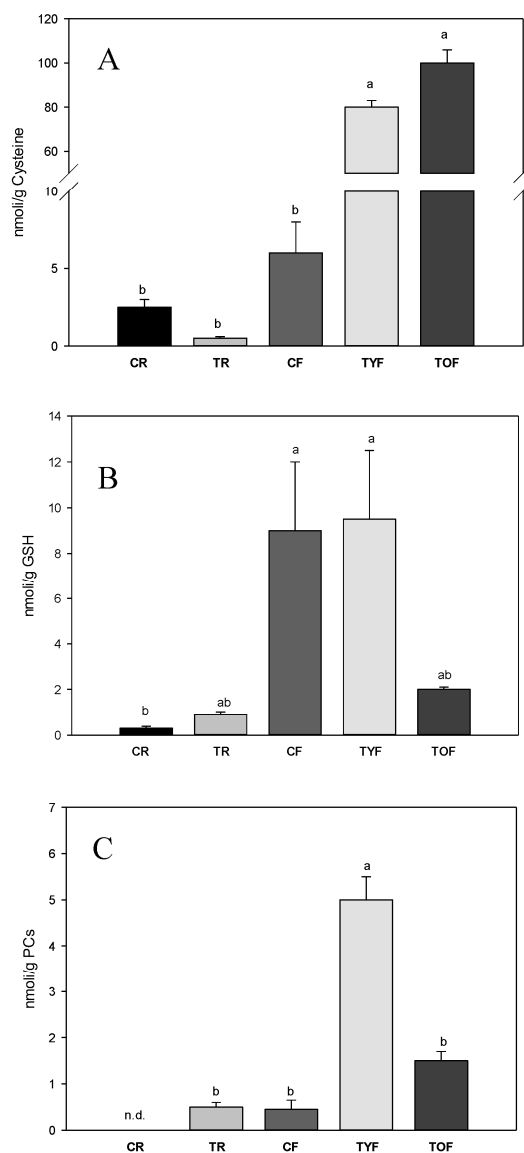 A
nmoli/g Cysteine
120
100
80
60
10
5
0
b
b
b
a
a
CR TR CF TYF TOF
B
nmoli/g GSH
14
12
10
8
6
4
2
0
b
ab
a
a
ab
CR TR CF TYF TOF
C
nmoli/g PCs
7
6
5
4
3
2
1
0
n.d.
b
b
a
b
CR TR CF TYF TOF